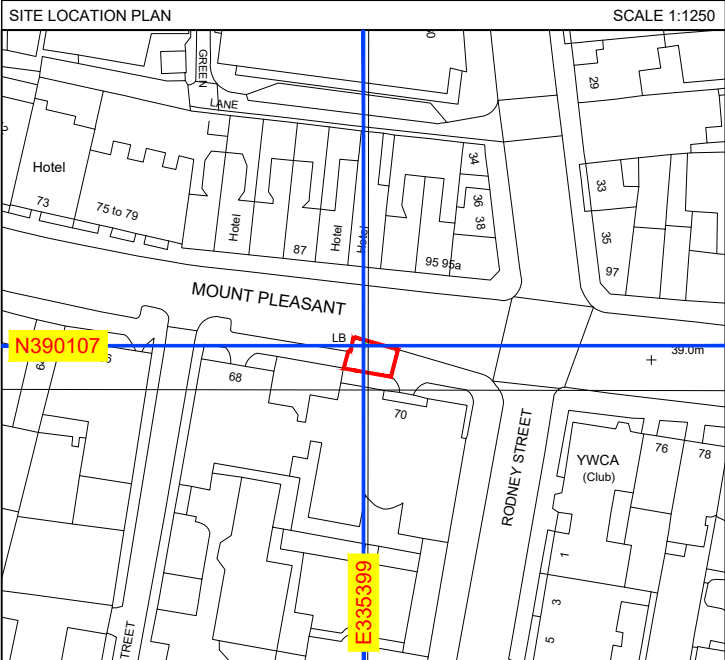 SITE LOCATION PLAN
SCALE 1:1250
GREEN
LANE
29
Hotel
73
75 to 79
Hotel
87
Hotel
Hotel
34
36
38
95 95a
33
35
97
MOUNT PLEASANT
N390107
LB
39.0m
68
70
RODNEY STREET
YWCA
(Club)
76
78
1
3
5
E335399
TREET